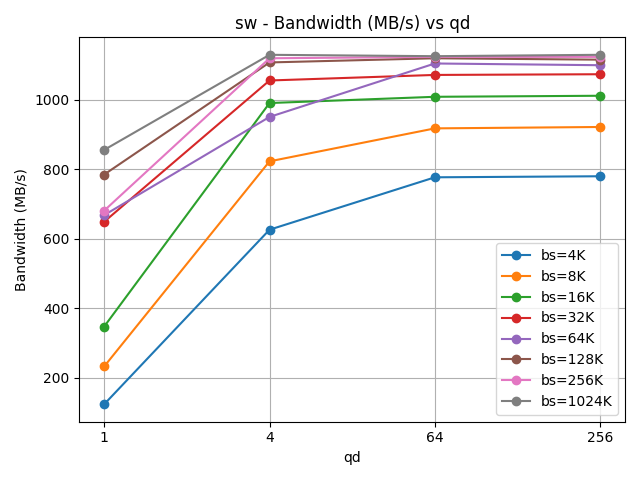 sw - Bandwidth (MB/s) vs qd
Bandwidth (MB/s)
1000
800
600
400
200
1 4 64 256
qd
bs=4K
bs=8K
bs=16K
bs=32K
bs=64K
bs=128K
bs=256K
bs=1024K